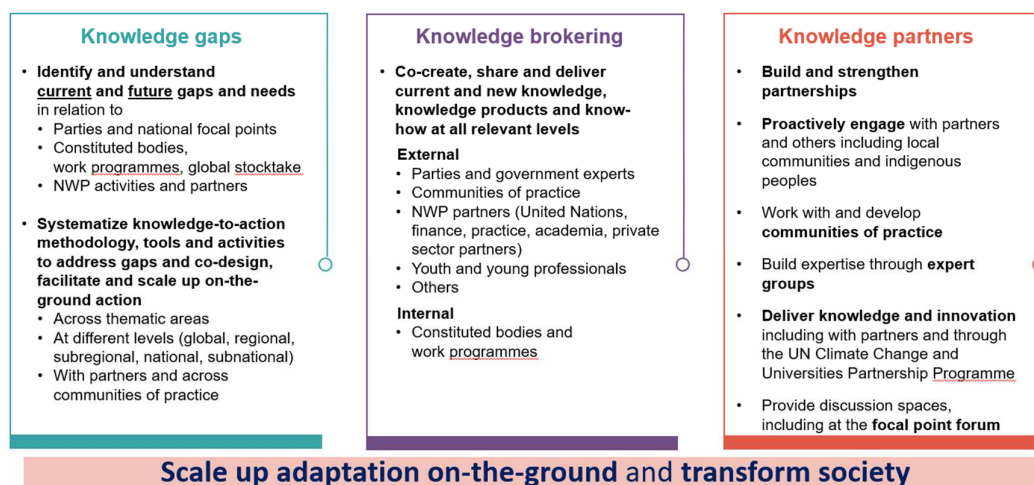 Knowledge gaps
• Identify and understand
current and future gaps and needs
in relation to
• Parties and national focal points
• Constituted bodies,
work programmes, global stocktake
• NWP activities and partners
• Systematize knowledge-to-action
methodology, tools and activities
to address gaps and co-design,
facilitate and scale up on-the-
ground action
• Across thematic areas
• At different levels (global, regional,
subregional, national, subnational)
• With partners and across
communities of practice
Knowledge brokering
• Co-create, share and deliver
current and new knowledge,
knowledge products and know-
how at all relevant levels
External
• Parties and government experts
• Communities of practice
• NWP partners (United Nations,
finance, practice, academia, private
sector partners)
• Youth and young professionals
• Others
Internal
• Constituted bodies and
work programmes
Knowledge partners
• Build and strengthen
partnerships
• Proactively engage with partners
and others including local
communities and indigenous
peoples
• Work with and develop
communities of practice
• Build expertise through expert
groups
• Deliver knowledge and innovation
including with partners and through
the UN Climate Change and
Universities Partnership Programme
• Provide discussion spaces,
including at the focal point forum
Scale up adaptation on-the-ground and transform society